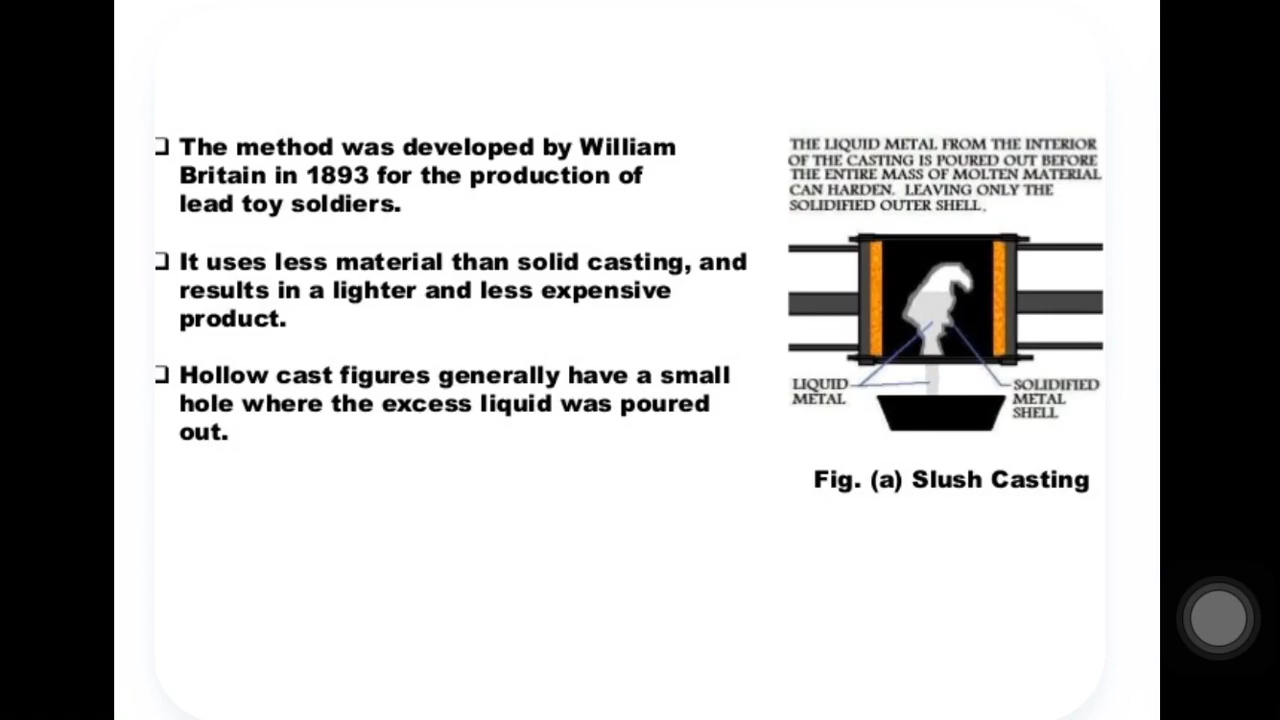 ❑ The method was developed by William
Britain in 1893 for the production of
lead toy soldiers.
❑ It uses less material than solid casting, and
results in a lighter and less expensive
product.
❑ Hollow cast figures generally have a small
hole where the excess liquid was poured
out.
THE LIQUID METAL FROM THE INTERIOR
OF THE CASTING IS POURED OUT BEFORE
THE ENTIRE MASS OF MOLTEN MATERIAL
CAN HARDEN. LEAVING ONLY THE
SOLIDIFIED OUTER SHELL.
LIQUID
METAL
SOLIDIFIED
METAL
SHELL
Fig. (a) Slush Casting